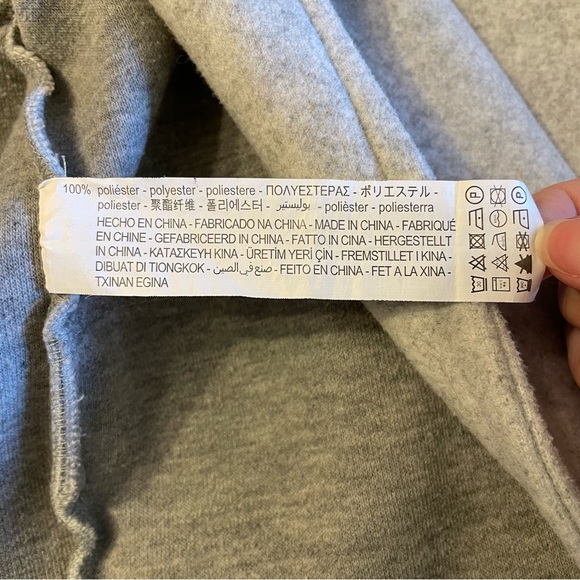 100% poliéster - polyester - poliestere - ΠΟΛΥΕΣΤΕΡΑΣ - ポリエステル -
poliester - 聚酯纤维 - 폴리에스터 - بوليستير - polièster - poliesterra
HECHO EN CHINA - FABRICADO NA CHINA - MADE IN CHINA - FABRIQUÉ
EN CHINE - GEFABRICEERD IN CHINA - FATTO IN CINA - HERGESTELLT
IN CHINA - ΚΑΤΑΣΚΕΥΗ ΚΙΝΑ - ÜRETİM YERİ ÇİN - FREMSTILLET I KINA -
DIBUAT DI TIONGKOK - صنع في الصين - FEITO EN CHINA - FET A LA XINA -
TXINAN EGINA
P
P